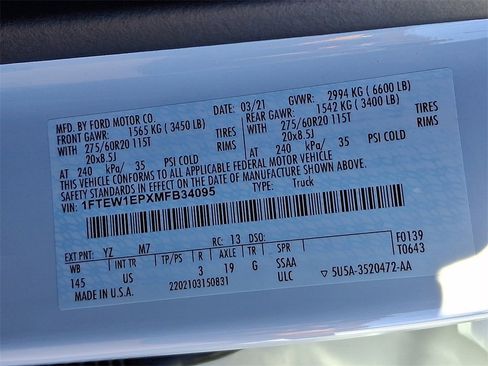 MFD. BY FORD MOTOR CO. 03/21 GVWR: 2994 KG ( 6600 LB)
FRONT GAWR: 1565 KG ( 3450 LB) REAR GAWR: 1542 KG ( 3400 LB)
WITH 275/60R20 115T TIRES WITH 275/60R20 115T TIRES
20x8.5J RIMS 20x8.5J RIMS
AT 240 kPa/ 35 PSI COLD AT 240 kPa/ 35 PSI COLD
THIS VEHICLE CONFORMS TO ALL APPLICABLE FEDERAL MOTOR VEHICLE
SAFETY STANDARDS IN EFFECT ON THE DATE OF MANUFACTURE SHOWN ABOVE.
VIN: 1FTEW1EPXMFB34095 TYPE: Truck
EXT PNT: YZ M7 RC: 13 DSO: F0139
WB INT TR TP/PS R AXLE TR SPR T0643
145 US 3 19 G SSAA
MADE IN U.S.A. 2202103150831 ULC ▽5U5A-3520472-AA